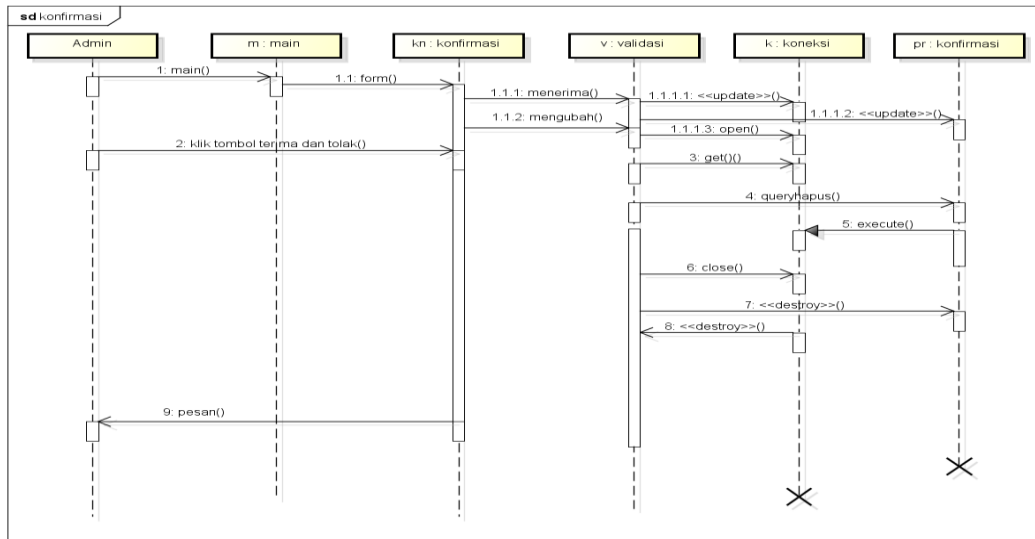 sd konfirmasi
Admin
m : main
kn : konfirmasi
v : validasi
k : koneksi
pr : konfirmasi
1: main()
1.1: form()
1.1.1: menerima()
1.1.1.1: <<update>>()
1.1.1.2: <<update>>()
1.1.2: mengubah()
1.1.1.3: open()
2: klik tombol terima dan tolak()
3: get()()
4: queryhapus()
5: execute()
6: close()
7: <<destroy>>()
8: <<destroy>>()
9: pesan()